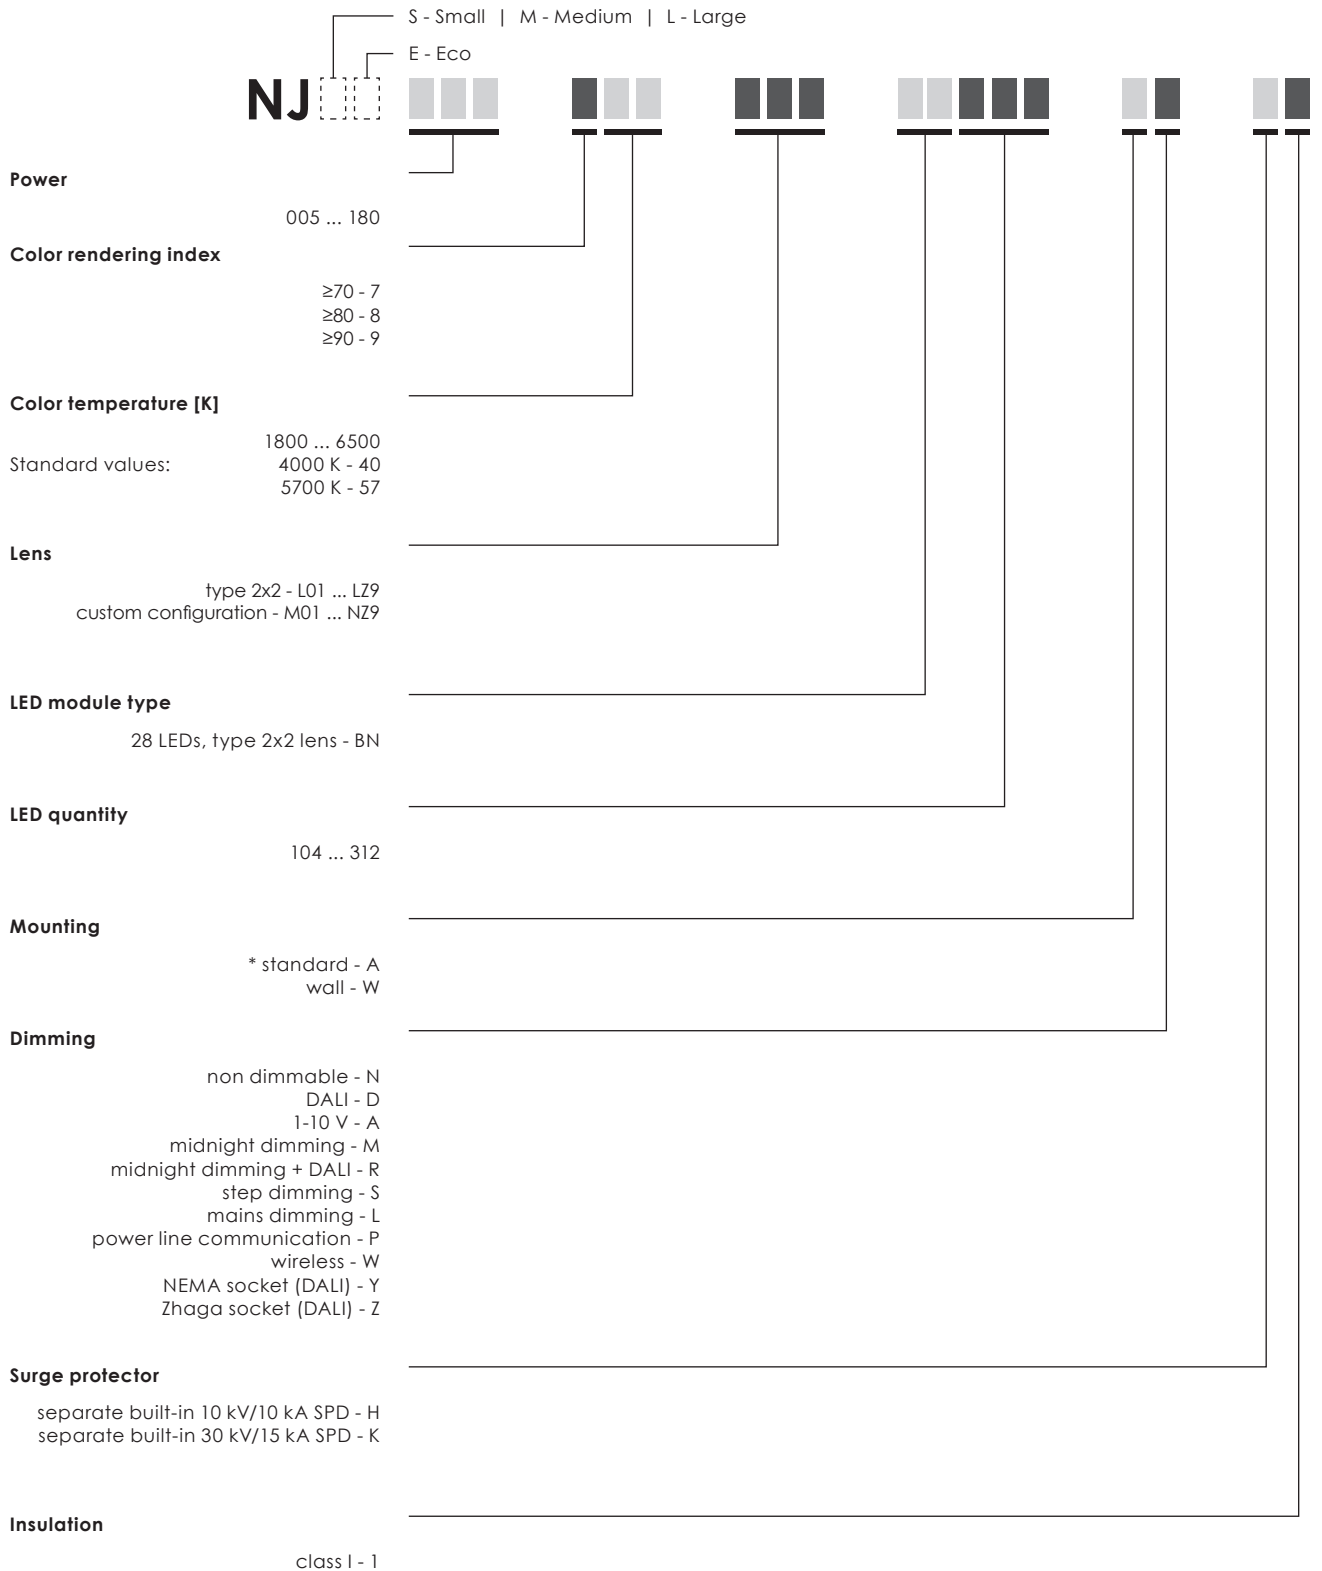 S - Small | M - Medium | L - Large
E - Eco
NJ
Power
005 ... 180
Color rendering index
≥70 - 7
≥80 - 8
≥90 - 9
Color temperature [K]
1800 ... 6500
Standard values: 4000 K - 40
5700 K - 57
Lens
type 2x2 - L01 ... LZ9
custom configuration - M01 ... NZ9
LED module type
28 LEDs, type 2x2 lens - BN
LED quantity
104 ... 312
Mounting
* standard - A
wall - W
Dimming
non dimmable - N
DALI - D
1-10 V - A
midnight dimming - M
midnight dimming + DALI - R
step dimming - S
mains dimming - L
power line communication - P
wireless - W
NEMA socket (DALI) - Y
Zhaga socket (DALI) - Z
Surge protector
separate built-in 10 kV/10 kA SPD - H
separate built-in 30 kV/15 kA SPD - K
Insulation
class I - 1